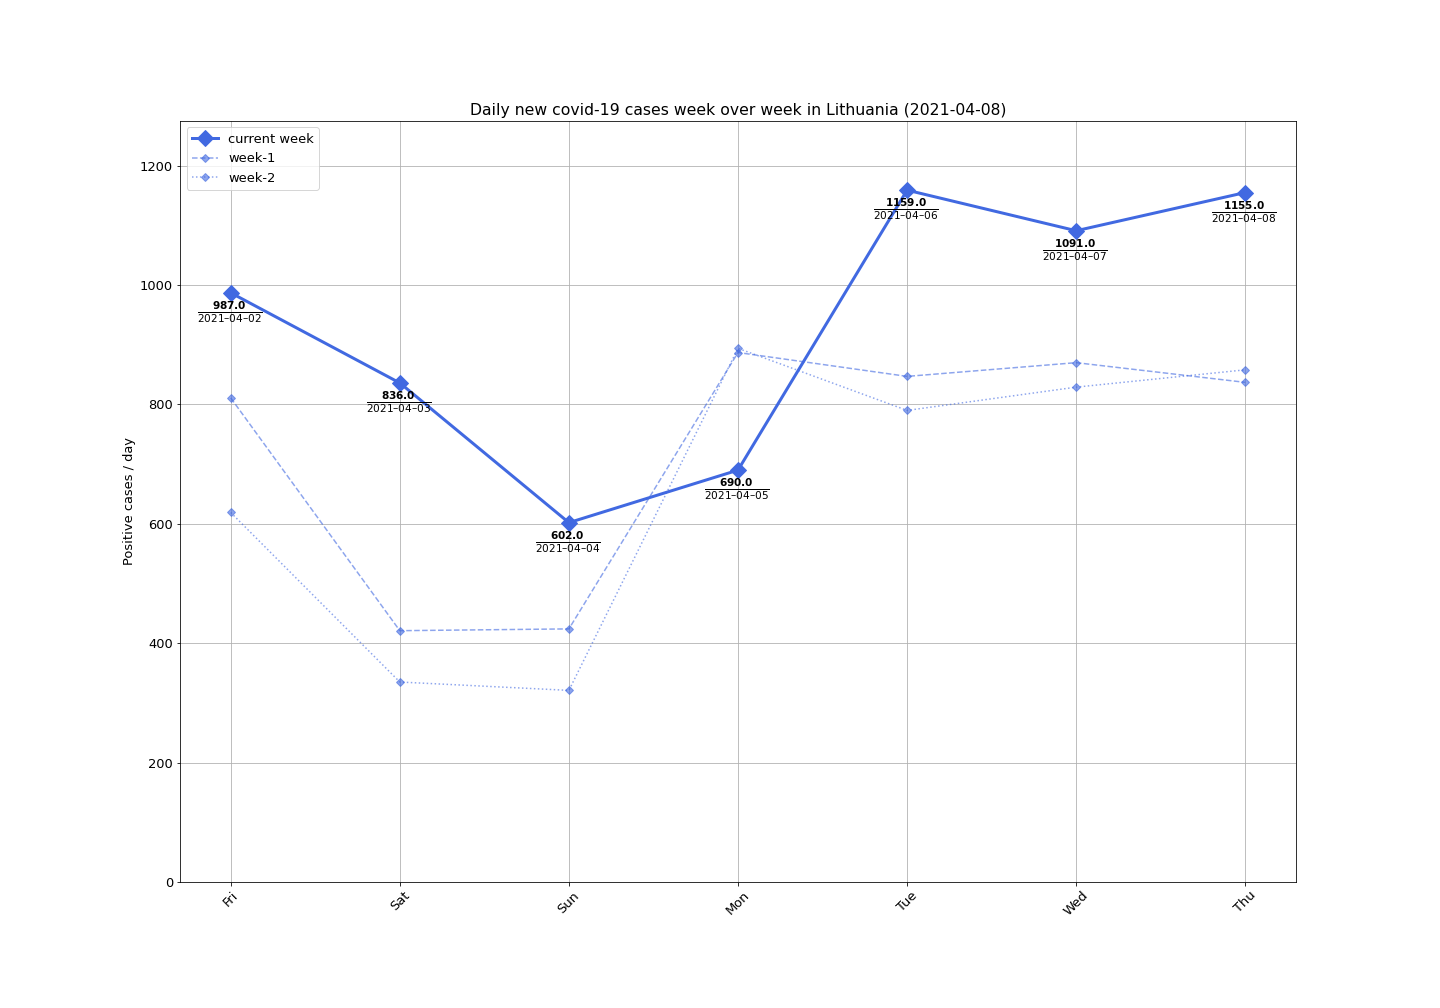 Daily new covid-19 cases week over week in Lithuania (2021-04-08)
current week
week-1
week-2
Positive cases / day
1200
1000
800
600
400
200
0
987.0
2021–04–02
836.0
2021–04–03
602.0
2021–04–04
690.0
2021–04–05
1159.0
2021–04–06
1091.0
2021–04–07
1155.0
2021–04–08
Fri
Sat
Sun
Mon
Tue
Wed
Thu